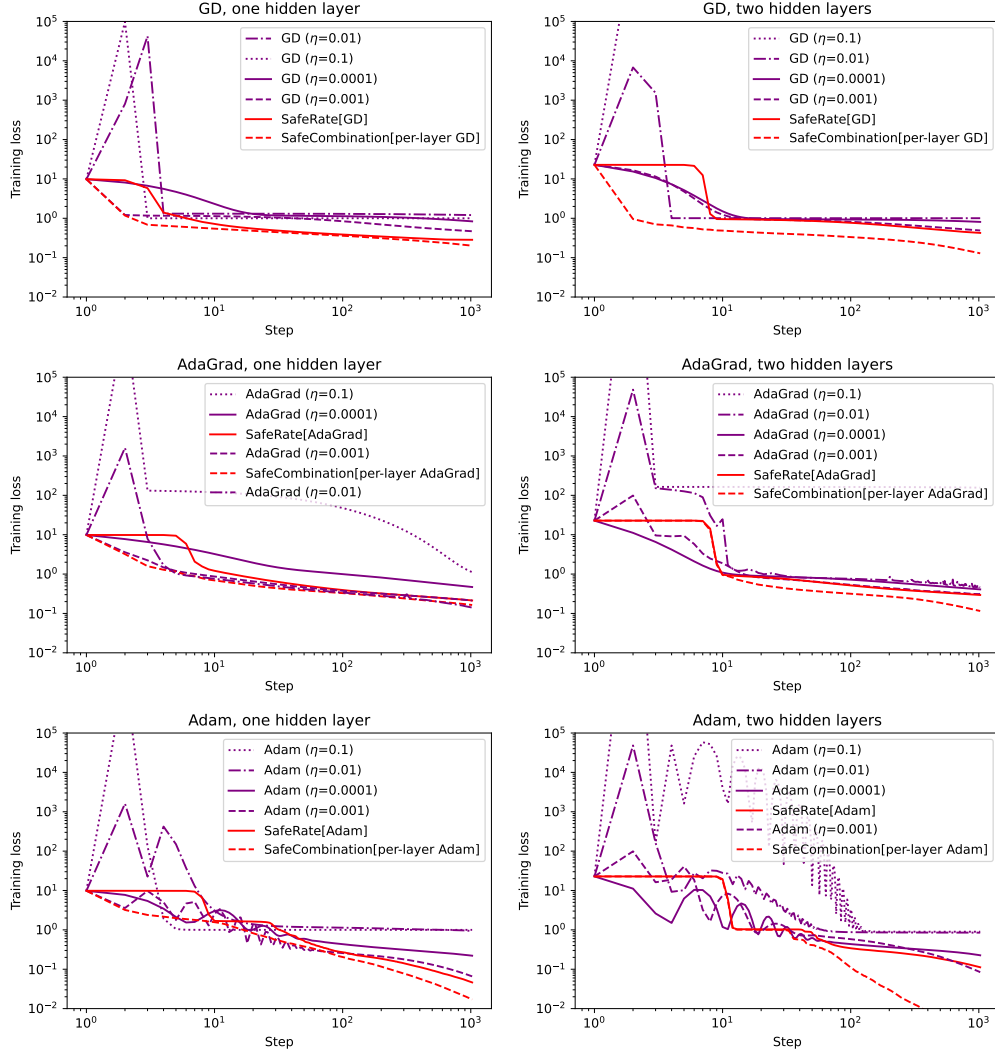 GD, one hidden layer
10^5
10^4
10^3
10^2
10^1
10^0
10^-1
10^-2
Training loss
GD (η=0.01)
GD (η=0.1)
GD (η=0.0001)
GD (η=0.001)
SafeRate[GD]
SafeCombination[per-layer GD]
10^0
10^1
10^2
10^3
Step
GD, two hidden layers
10^5
10^4
10^3
10^2
10^1
10^0
10^-1
10^-2
Training loss
GD (η=0.1)
GD (η=0.01)
GD (η=0.0001)
GD (η=0.001)
SafeRate[GD]
SafeCombination[per-layer GD]
10^0
10^1
10^2
10^3
Step
AdaGrad, one hidden layer
10^5
10^4
10^3
10^2
10^1
10^0
10^-1
10^-2
Training loss
AdaGrad (η=0.1)
AdaGrad (η=0.0001)
SafeRate[AdaGrad]
AdaGrad (η=0.001)
SafeCombination[per-layer AdaGrad]
AdaGrad (η=0.01)
10^0
10^1
10^2
10^3
Step
AdaGrad, two hidden layers
10^5
10^4
10^3
10^2
10^1
10^0
10^-1
10^-2
Training loss
AdaGrad (η=0.1)
AdaGrad (η=0.01)
AdaGrad (η=0.0001)
AdaGrad (η=0.001)
SafeRate[AdaGrad]
SafeCombination[per-layer AdaGrad]
10^0
10^1
10^2
10^3
Step
Adam, one hidden layer
10^5
10^4
10^3
10^2
10^1
10^0
10^-1
10^-2
Training loss
Adam (η=0.1)
Adam (η=0.01)
Adam (η=0.0001)
Adam (η=0.001)
SafeRate[Adam]
SafeCombination[per-layer Adam]
10^0
10^1
10^2
10^3
Step
Adam, two hidden layers
10^5
10^4
10^3
10^2
10^1
10^0
10^-1
10^-2
Training loss
Adam (η=0.1)
Adam (η=0.01)
Adam (η=0.0001)
SafeRate[Adam]
Adam (η=0.001)
SafeCombination[per-layer Adam]
10^0
10^1
10^2
10^3
Step